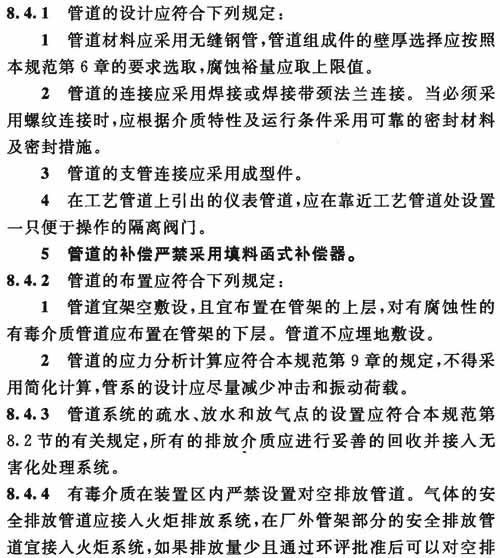 8.4.1 管道的设计应符合下列规定：
1 管道材料应采用无缝钢管，管道组成件的壁厚选择应按照
本规范第6章的要求选取，腐蚀裕量应取上限值。
2 管道的连接应采用焊接或焊接带颈法兰连接。当必须采
用螺纹连接时，应根据介质特性及运行条件采用可靠的密封材料
及密封措施。
3 管道的支管连接应采用成型件。
4 在工艺管道上引出的仪表管道，应在靠近工艺管道处设置
一只便于操作的隔离阀门。
5 管道的补偿严禁采用填料函式补偿器。
8.4.2 管道的布置应符合下列规定：
1 管道宜架空敷设，且宜布置在管架的上层，对有腐蚀性的
有毒介质管道应布置在管架的下层。管道不应埋地敷设。
2 管道的应力分析计算应符合本规范第9章的规定，不得采
用简化计算，管系的设计应尽量减少冲击和振动荷载。
8.4.3 管道系统的疏水、放水和放气点的设置应符合本规范第
8.2节的有关规定，所有的排放介质应进行妥善的回收并接入无
害化处理系统。
8.4.4 有毒介质在装置区内严禁设置对空排放管道。气体的安
全排放管道应接入火炬排放系统，在厂外管架部分的安全排放管
道宜接入火炬系统，如果排放量少且通过环评批准后可以对空排